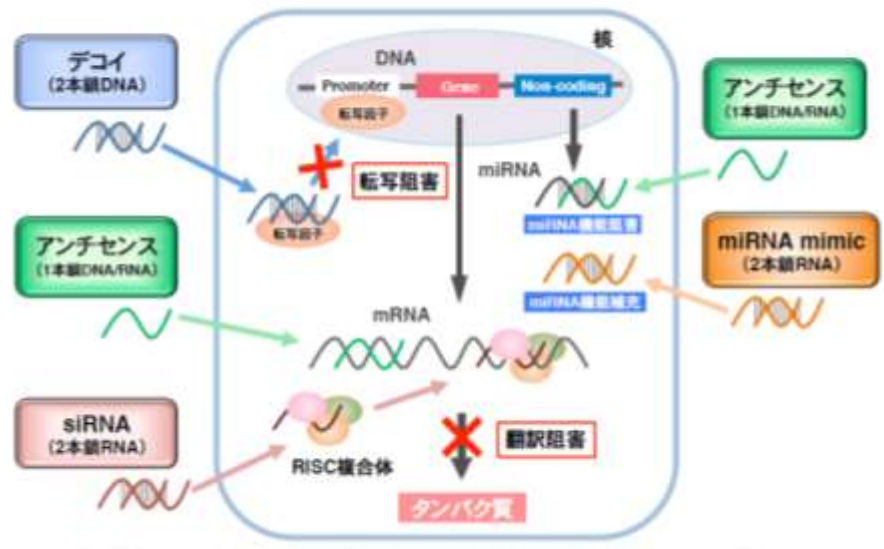 核
DNA
Promoter
Gene
Non-coding
転写因子
デコイ
(2本鎖DNA)
転写阻害
転写因子
miRNA
miRNA機能阻害
アンチセンス
(1本鎖DNA/RNA)
miRNA mimic
(2本鎖RNA)
miRNA機能補充
アンチセンス
(1本鎖DNA/RNA)
mRNA
siRNA
(2本鎖RNA)
RISC複合体
翻訳阻害
タンパク質